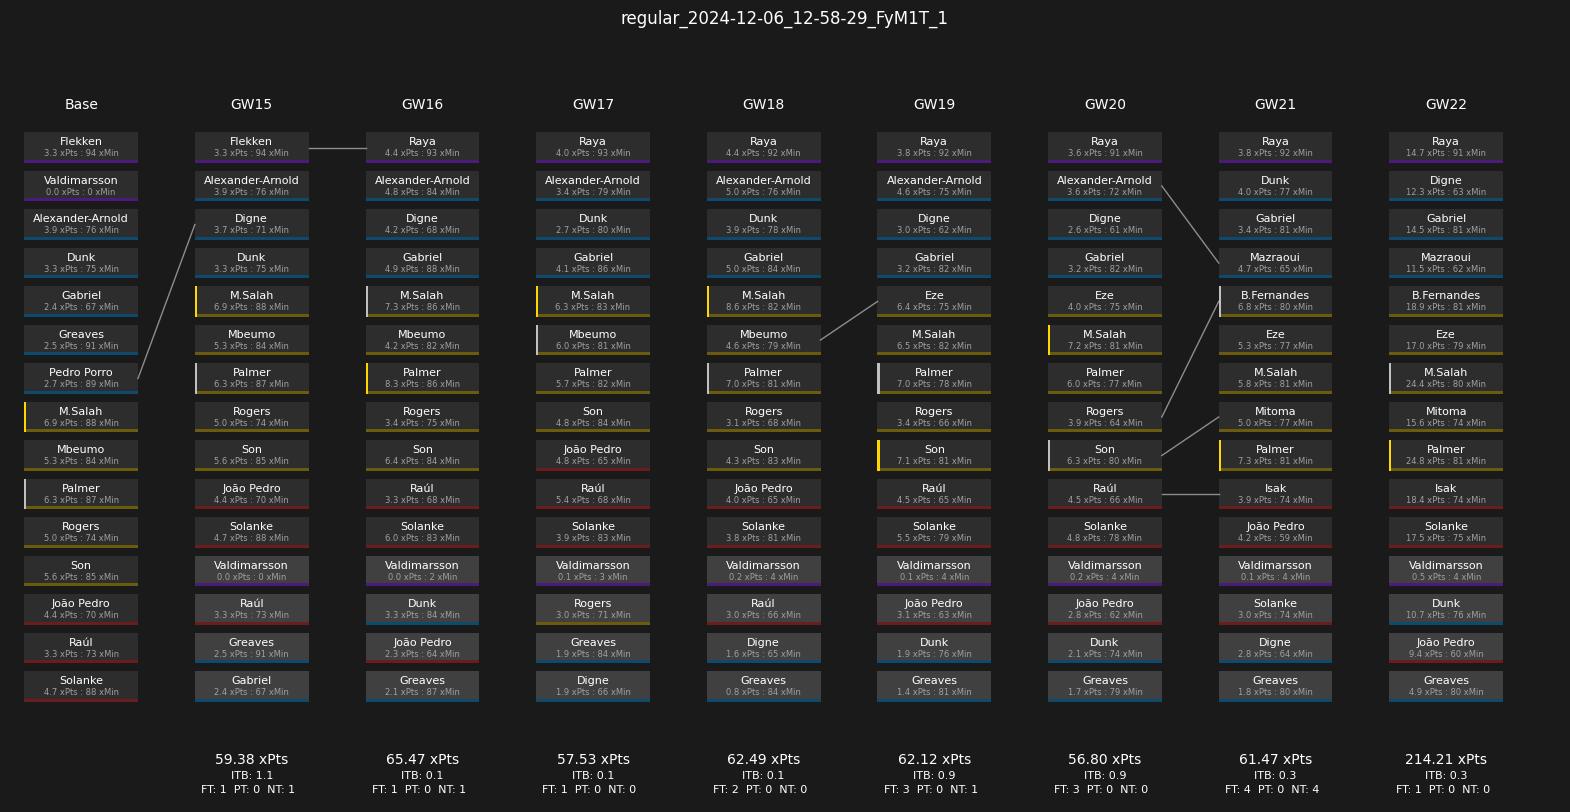 regular_2024-12-06_12-58-29_FyM1T_1
Base
Flekken
3.3 xPts : 94 xMin
Valdimarsson
0.0 xPts : 0 xMin
Alexander-Arnold
3.9 xPts : 76 xMin
Dunk
3.3 xPts : 75 xMin
Gabriel
2.4 xPts : 67 xMin
Greaves
2.5 xPts : 91 xMin
Pedro Porro
2.7 xPts : 89 xMin
M.Salah
6.9 xPts : 88 xMin
Mbeumo
5.3 xPts : 84 xMin
Palmer
6.3 xPts : 87 xMin
Rogers
5.0 xPts : 74 xMin
Son
5.6 xPts : 85 xMin
João Pedro
4.4 xPts : 70 xMin
Raúl
3.3 xPts : 73 xMin
Solanke
4.7 xPts : 88 xMin
GW15
Flekken
3.3 xPts : 94 xMin
Alexander-Arnold
3.9 xPts : 76 xMin
Digne
3.7 xPts : 71 xMin
Dunk
3.3 xPts : 75 xMin
M.Salah
6.9 xPts : 88 xMin
Mbeumo
5.3 xPts : 84 xMin
Palmer
6.3 xPts : 87 xMin
Rogers
5.0 xPts : 74 xMin
Son
5.6 xPts : 85 xMin
João Pedro
4.4 xPts : 70 xMin
Solanke
4.7 xPts : 88 xMin
Valdimarsson
0.0 xPts : 0 xMin
Raúl
3.3 xPts : 73 xMin
Greaves
2.5 xPts : 91 xMin
Gabriel
2.4 xPts : 67 xMin
59.38 xPts
ITB: 1.1
FT: 1 PT: 0 NT: 1
GW16
Raya
4.4 xPts : 93 xMin
Alexander-Arnold
4.8 xPts : 84 xMin
Digne
4.2 xPts : 68 xMin
Gabriel
4.9 xPts : 88 xMin
M.Salah
7.3 xPts : 86 xMin
Mbeumo
4.2 xPts : 82 xMin
Palmer
8.3 xPts : 86 xMin
Rogers
3.4 xPts : 75 xMin
Son
6.4 xPts : 84 xMin
Raúl
3.3 xPts : 68 xMin
Solanke
6.0 xPts : 83 xMin
Valdimarsson
0.0 xPts : 2 xMin
Dunk
3.3 xPts : 84 xMin
João Pedro
2.3 xPts : 64 xMin
Greaves
2.1 xPts : 87 xMin
65.47 xPts
ITB: 0.1
FT: 1 PT: 0 NT: 1
GW17
Raya
4.0 xPts : 93 xMin
Alexander-Arnold
3.4 xPts : 79 xMin
Dunk
2.7 xPts : 80 xMin
Gabriel
4.1 xPts : 86 xMin
M.Salah
6.3 xPts : 83 xMin
Mbeumo
6.0 xPts : 81 xMin
Palmer
5.7 xPts : 82 xMin
Son
4.8 xPts : 84 xMin
João Pedro
4.8 xPts : 65 xMin
Raúl
5.4 xPts : 68 xMin
Solanke
3.9 xPts : 83 xMin
Valdimarsson
0.1 xPts : 3 xMin
Rogers
3.0 xPts : 71 xMin
Greaves
1.9 xPts : 84 xMin
Digne
1.9 xPts : 66 xMin
57.53 xPts
ITB: 0.1
FT: 1 PT: 0 NT: 0
GW18
Raya
4.4 xPts : 92 xMin
Alexander-Arnold
5.0 xPts : 76 xMin
Dunk
3.9 xPts : 78 xMin
Gabriel
5.0 xPts : 84 xMin
M.Salah
8.6 xPts : 82 xMin
Mbeumo
4.6 xPts : 79 xMin
Palmer
7.0 xPts : 81 xMin
Rogers
3.1 xPts : 68 xMin
Son
4.3 xPts : 83 xMin
João Pedro
4.0 xPts : 65 xMin
Solanke
3.8 xPts : 81 xMin
Valdimarsson
0.2 xPts : 4 xMin
Raúl
3.0 xPts : 66 xMin
Digne
1.6 xPts : 65 xMin
Greaves
0.8 xPts : 84 xMin
62.49 xPts
ITB: 0.1
FT: 2 PT: 0 NT: 0
GW19
Raya
3.8 xPts : 92 xMin
Alexander-Arnold
4.6 xPts : 75 xMin
Digne
3.0 xPts : 62 xMin
Gabriel
3.2 xPts : 82 xMin
Eze
6.4 xPts : 75 xMin
M.Salah
6.5 xPts : 82 xMin
Palmer
7.0 xPts : 78 xMin
Rogers
3.4 xPts : 66 xMin
Son
7.1 xPts : 81 xMin
Raúl
4.5 xPts : 65 xMin
Solanke
5.5 xPts : 79 xMin
Valdimarsson
0.1 xPts : 4 xMin
João Pedro
3.1 xPts : 63 xMin
Dunk
1.9 xPts : 76 xMin
Greaves
1.4 xPts : 81 xMin
62.12 xPts
ITB: 0.9
FT: 3 PT: 0 NT: 1
GW20
Raya
3.6 xPts : 91 xMin
Alexander-Arnold
3.6 xPts : 72 xMin
Digne
2.6 xPts : 61 xMin
Gabriel
3.2 xPts : 82 xMin
Eze
4.0 xPts : 75 xMin
M.Salah
7.2 xPts : 81 xMin
Palmer
6.0 xPts : 77 xMin
Rogers
3.9 xPts : 64 xMin
Son
6.3 xPts : 80 xMin
Raúl
4.5 xPts : 66 xMin
Solanke
4.8 xPts : 78 xMin
Valdimarsson
0.2 xPts : 4 xMin
João Pedro
2.8 xPts : 62 xMin
Dunk
2.1 xPts : 74 xMin
Greaves
1.7 xPts : 79 xMin
56.80 xPts
ITB: 0.9
FT: 3 PT: 0 NT: 0
GW21
Raya
3.8 xPts : 92 xMin
Dunk
4.0 xPts : 77 xMin
Gabriel
3.4 xPts : 81 xMin
Mazraoui
4.7 xPts : 65 xMin
B.Fernandes
6.8 xPts : 80 xMin
Eze
5.3 xPts : 77 xMin
M.Salah
5.8 xPts : 81 xMin
Mitoma
5.0 xPts : 77 xMin
Palmer
7.3 xPts : 81 xMin
Isak
3.9 xPts : 74 xMin
João Pedro
4.2 xPts : 59 xMin
Valdimarsson
0.1 xPts : 4 xMin
Solanke
3.0 xPts : 74 xMin
Digne
2.8 xPts : 64 xMin
Greaves
1.8 xPts : 80 xMin
61.47 xPts
ITB: 0.3
FT: 4 PT: 0 NT: 4
GW22
Raya
14.7 xPts : 91 xMin
Digne
12.3 xPts : 63 xMin
Gabriel
14.5 xPts : 81 xMin
Mazraoui
11.5 xPts : 62 xMin
B.Fernandes
18.9 xPts : 81 xMin
Eze
17.0 xPts : 79 xMin
M.Salah
24.4 xPts : 80 xMin
Mitoma
15.6 xPts : 74 xMin
Palmer
24.8 xPts : 81 xMin
Isak
18.4 xPts : 74 xMin
Solanke
17.5 xPts : 75 xMin
Valdimarsson
0.5 xPts : 4 xMin
Dunk
10.7 xPts : 76 xMin
João Pedro
9.4 xPts : 60 xMin
Greaves
4.9 xPts : 80 xMin
214.21 xPts
ITB: 0.3
FT: 1 PT: 0 NT: 0